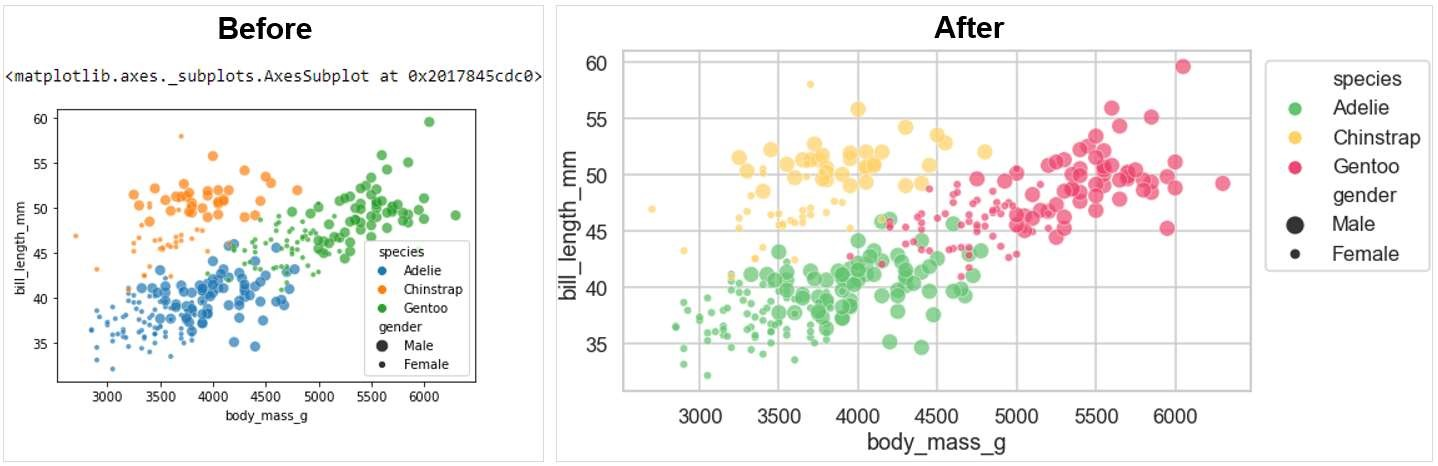 Before
<matplotlib.axes._subplots.AxesSubplot at 0x2017845cdc0>
60
55
50
45
40
35
bill_length_mm
3000 3500 4000 4500 5000 5500 6000
body_mass_g
species
Adelie
Chinstrap
Gentoo
gender
Male
Female
After
60
55
50
45
40
35
bill_length_mm
3000 3500 4000 4500 5000 5500 6000
body_mass_g
species
Adelie
Chinstrap
Gentoo
gender
Male
Female